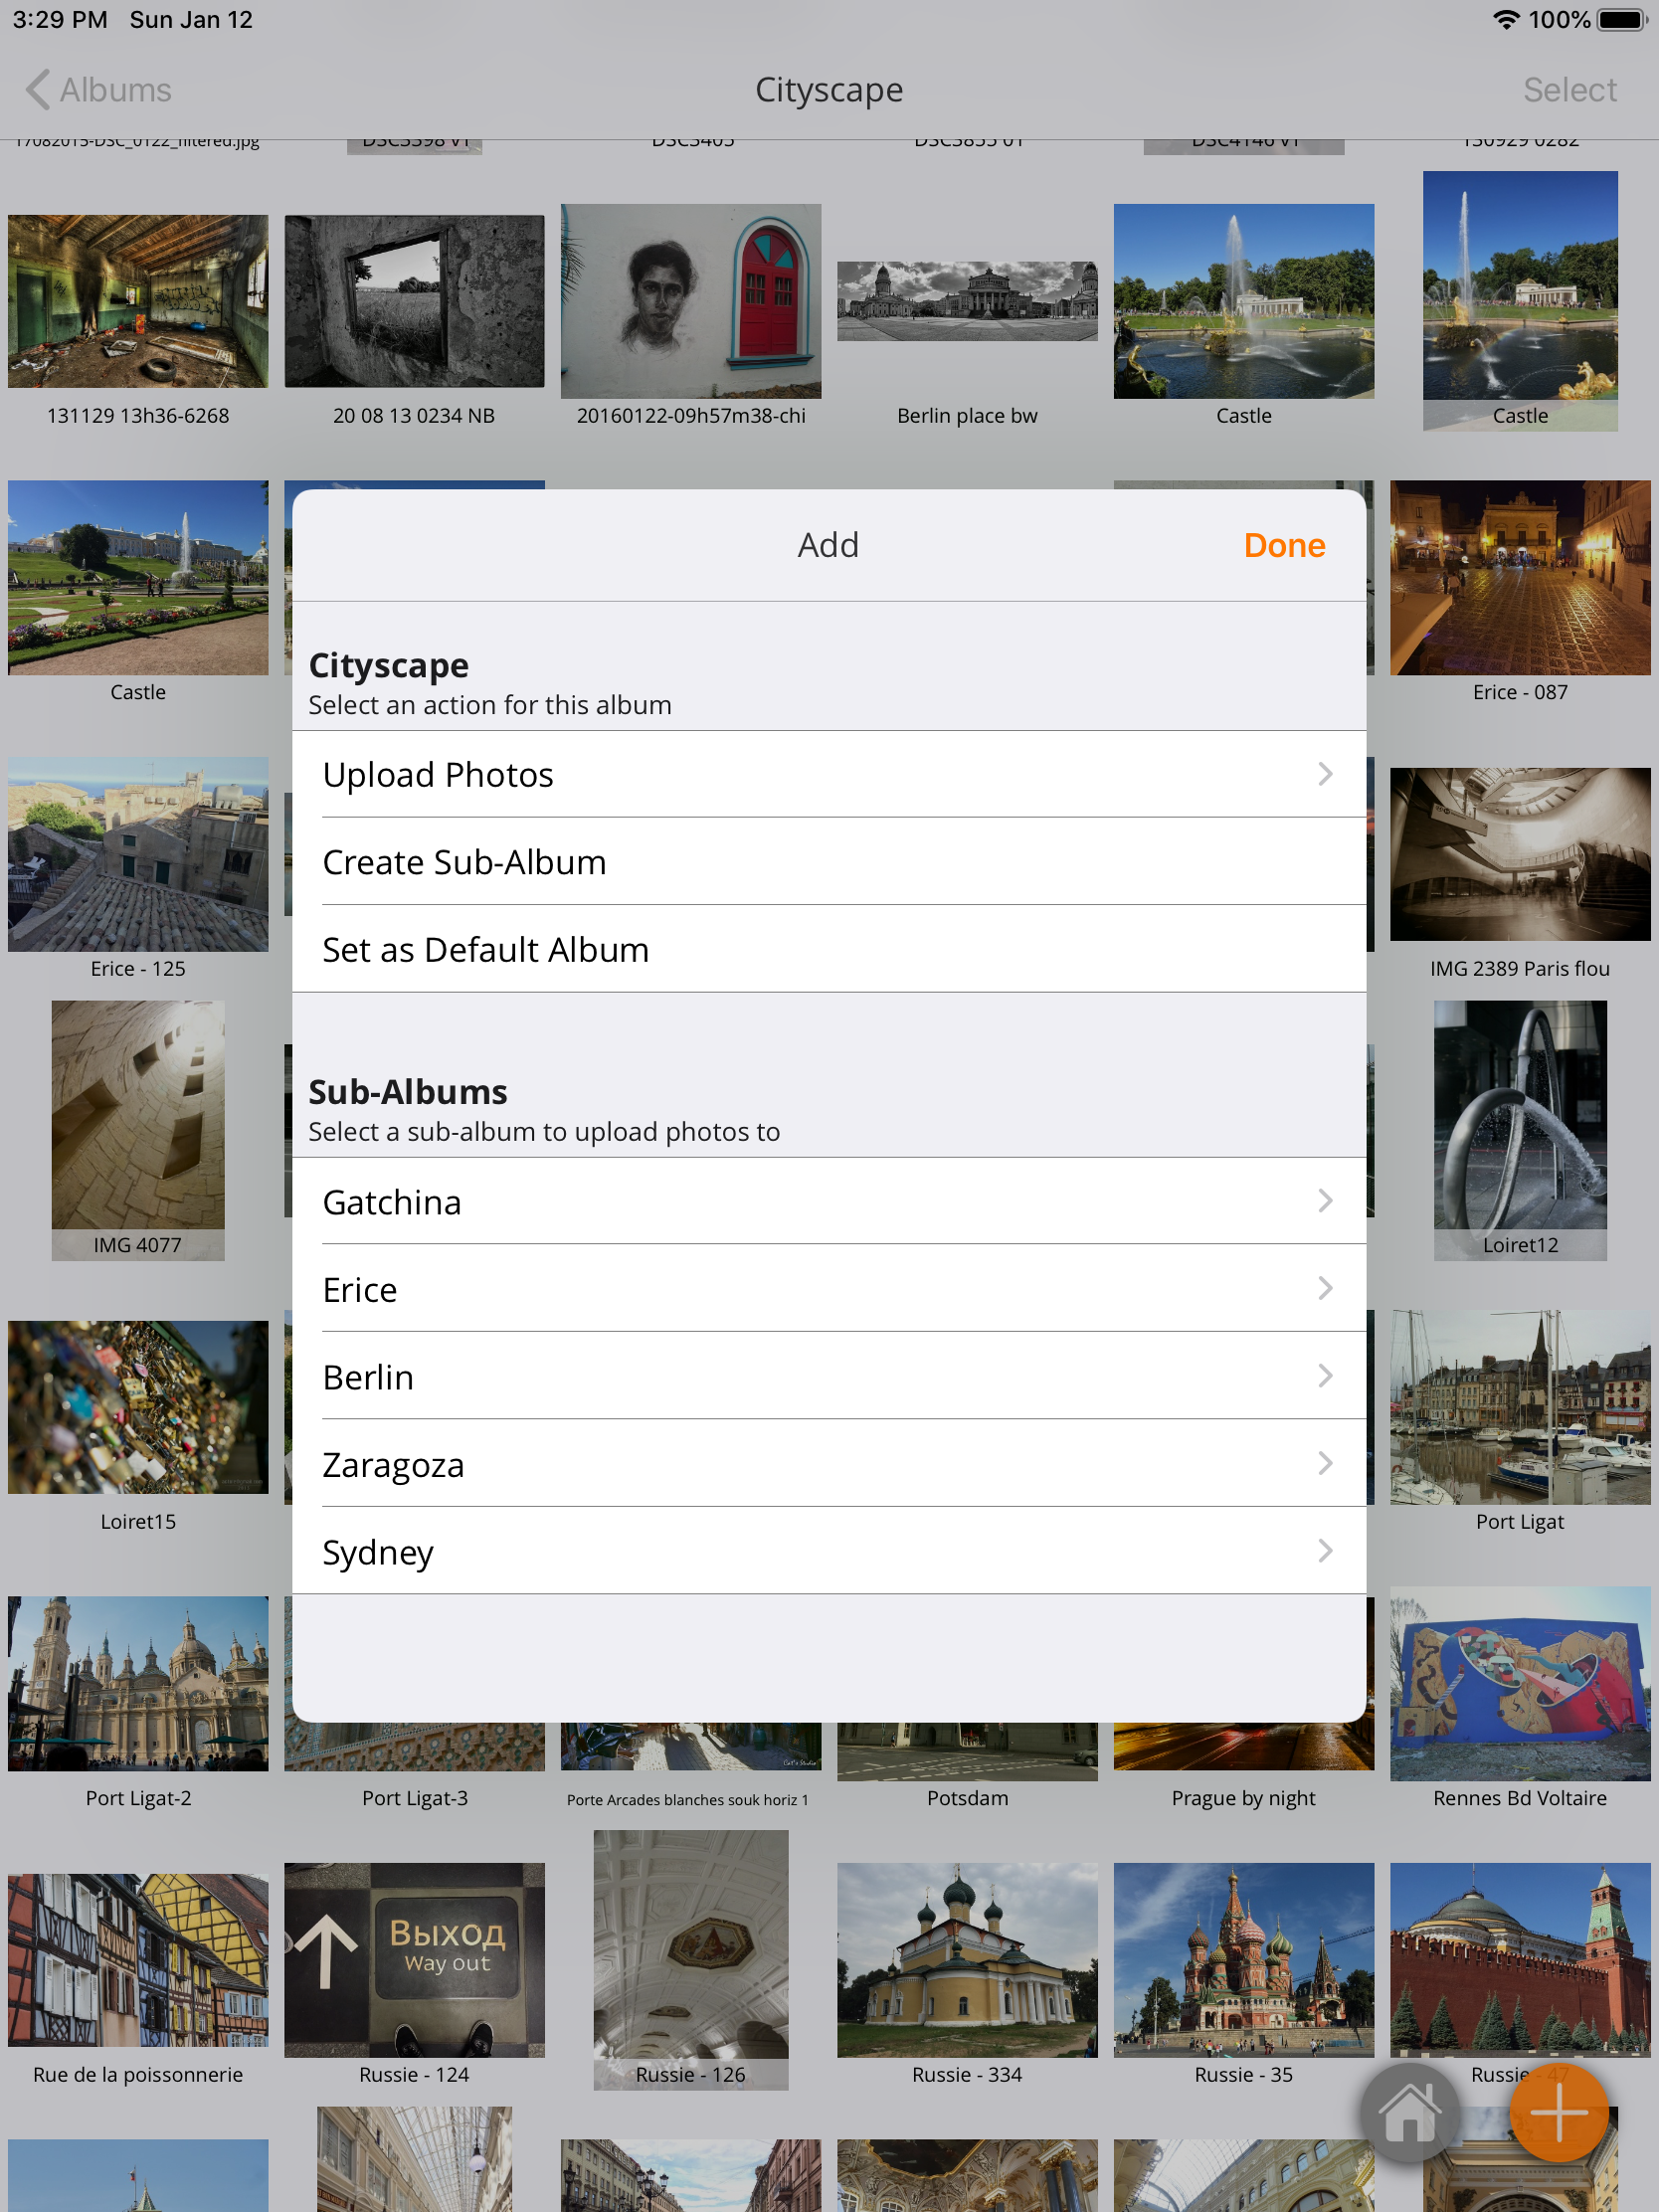 3:29 PM Sun Jan 12 100%
Albums Cityscape Select
17082015-DSC_0122_filtered.jpg DSC5398 VT DSC3405 DSC3855 01 DSC4146 VT 130929 0282
131129 13h36-6268 20 08 13 0234 NB 20160122-09h57m38-chi Berlin place bw Castle Castle
Add Done
Cityscape
Select an action for this album
Castle Erice - 087
Upload Photos
Create Sub-Album
Set as Default Album
Erice - 125 IMG 2389 Paris flou
Sub-Albums
Select a sub-album to upload photos to
Gatchina
IMG 4077 Loiret12
Erice
Berlin
Zaragoza
Loiret15 Port Ligat
Sydney
Port Ligat-2 Port Ligat-3 Porte Arcades blanches souk horiz 1 Potsdam Prague by night Rennes Bd Voltaire
Выход
Way out
Rue de la poissonnerie Russie - 124 Russie - 126 Russie - 334 Russie - 35 Russie - 47